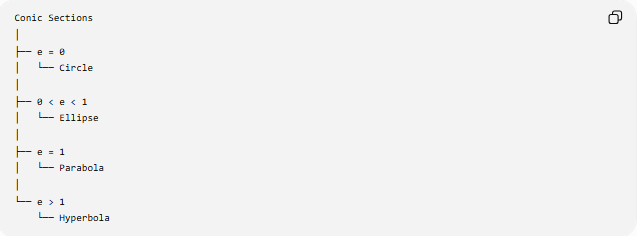 Conic Sections
│
├── e = 0
│   └── Circle
│
├── 0 < e < 1
│   └── Ellipse
│
├── e = 1
│   └── Parabola
│
└── e > 1
    └── Hyperbola